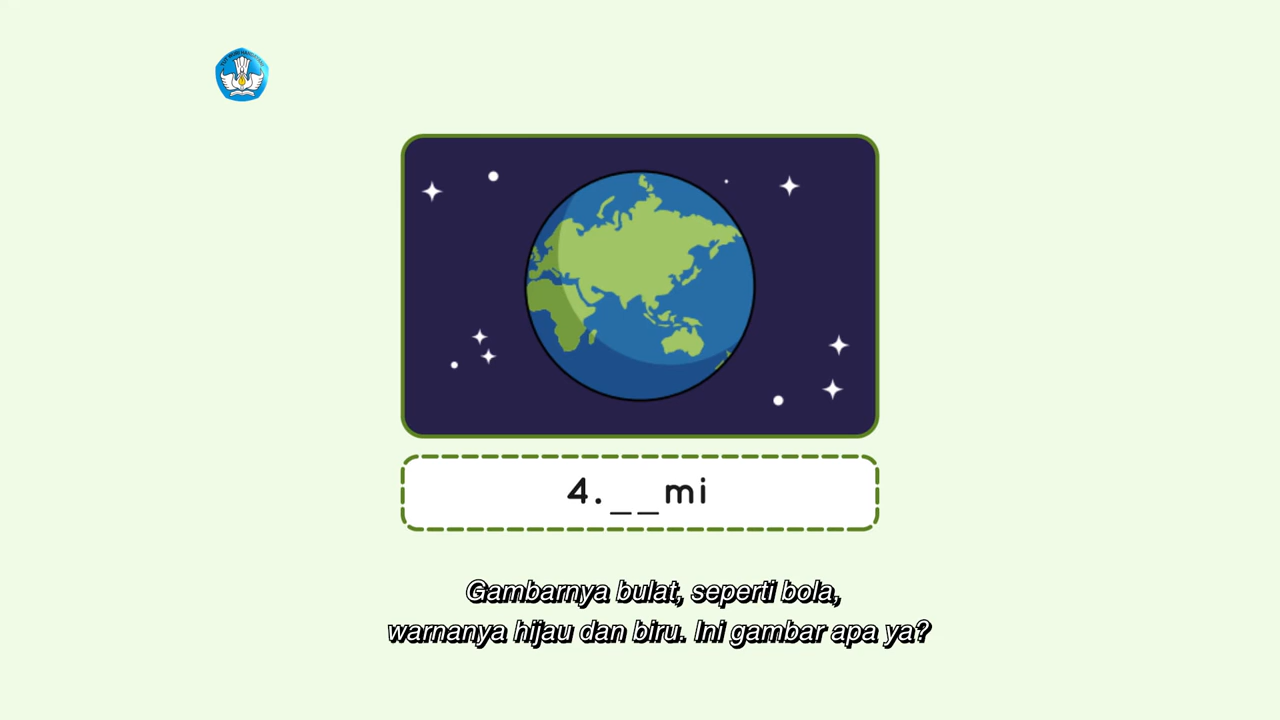 4. _ _ mi
Gambarnya bulat, seperti bola,
warnanya hijau dan biru. Ini gambar apa ya?